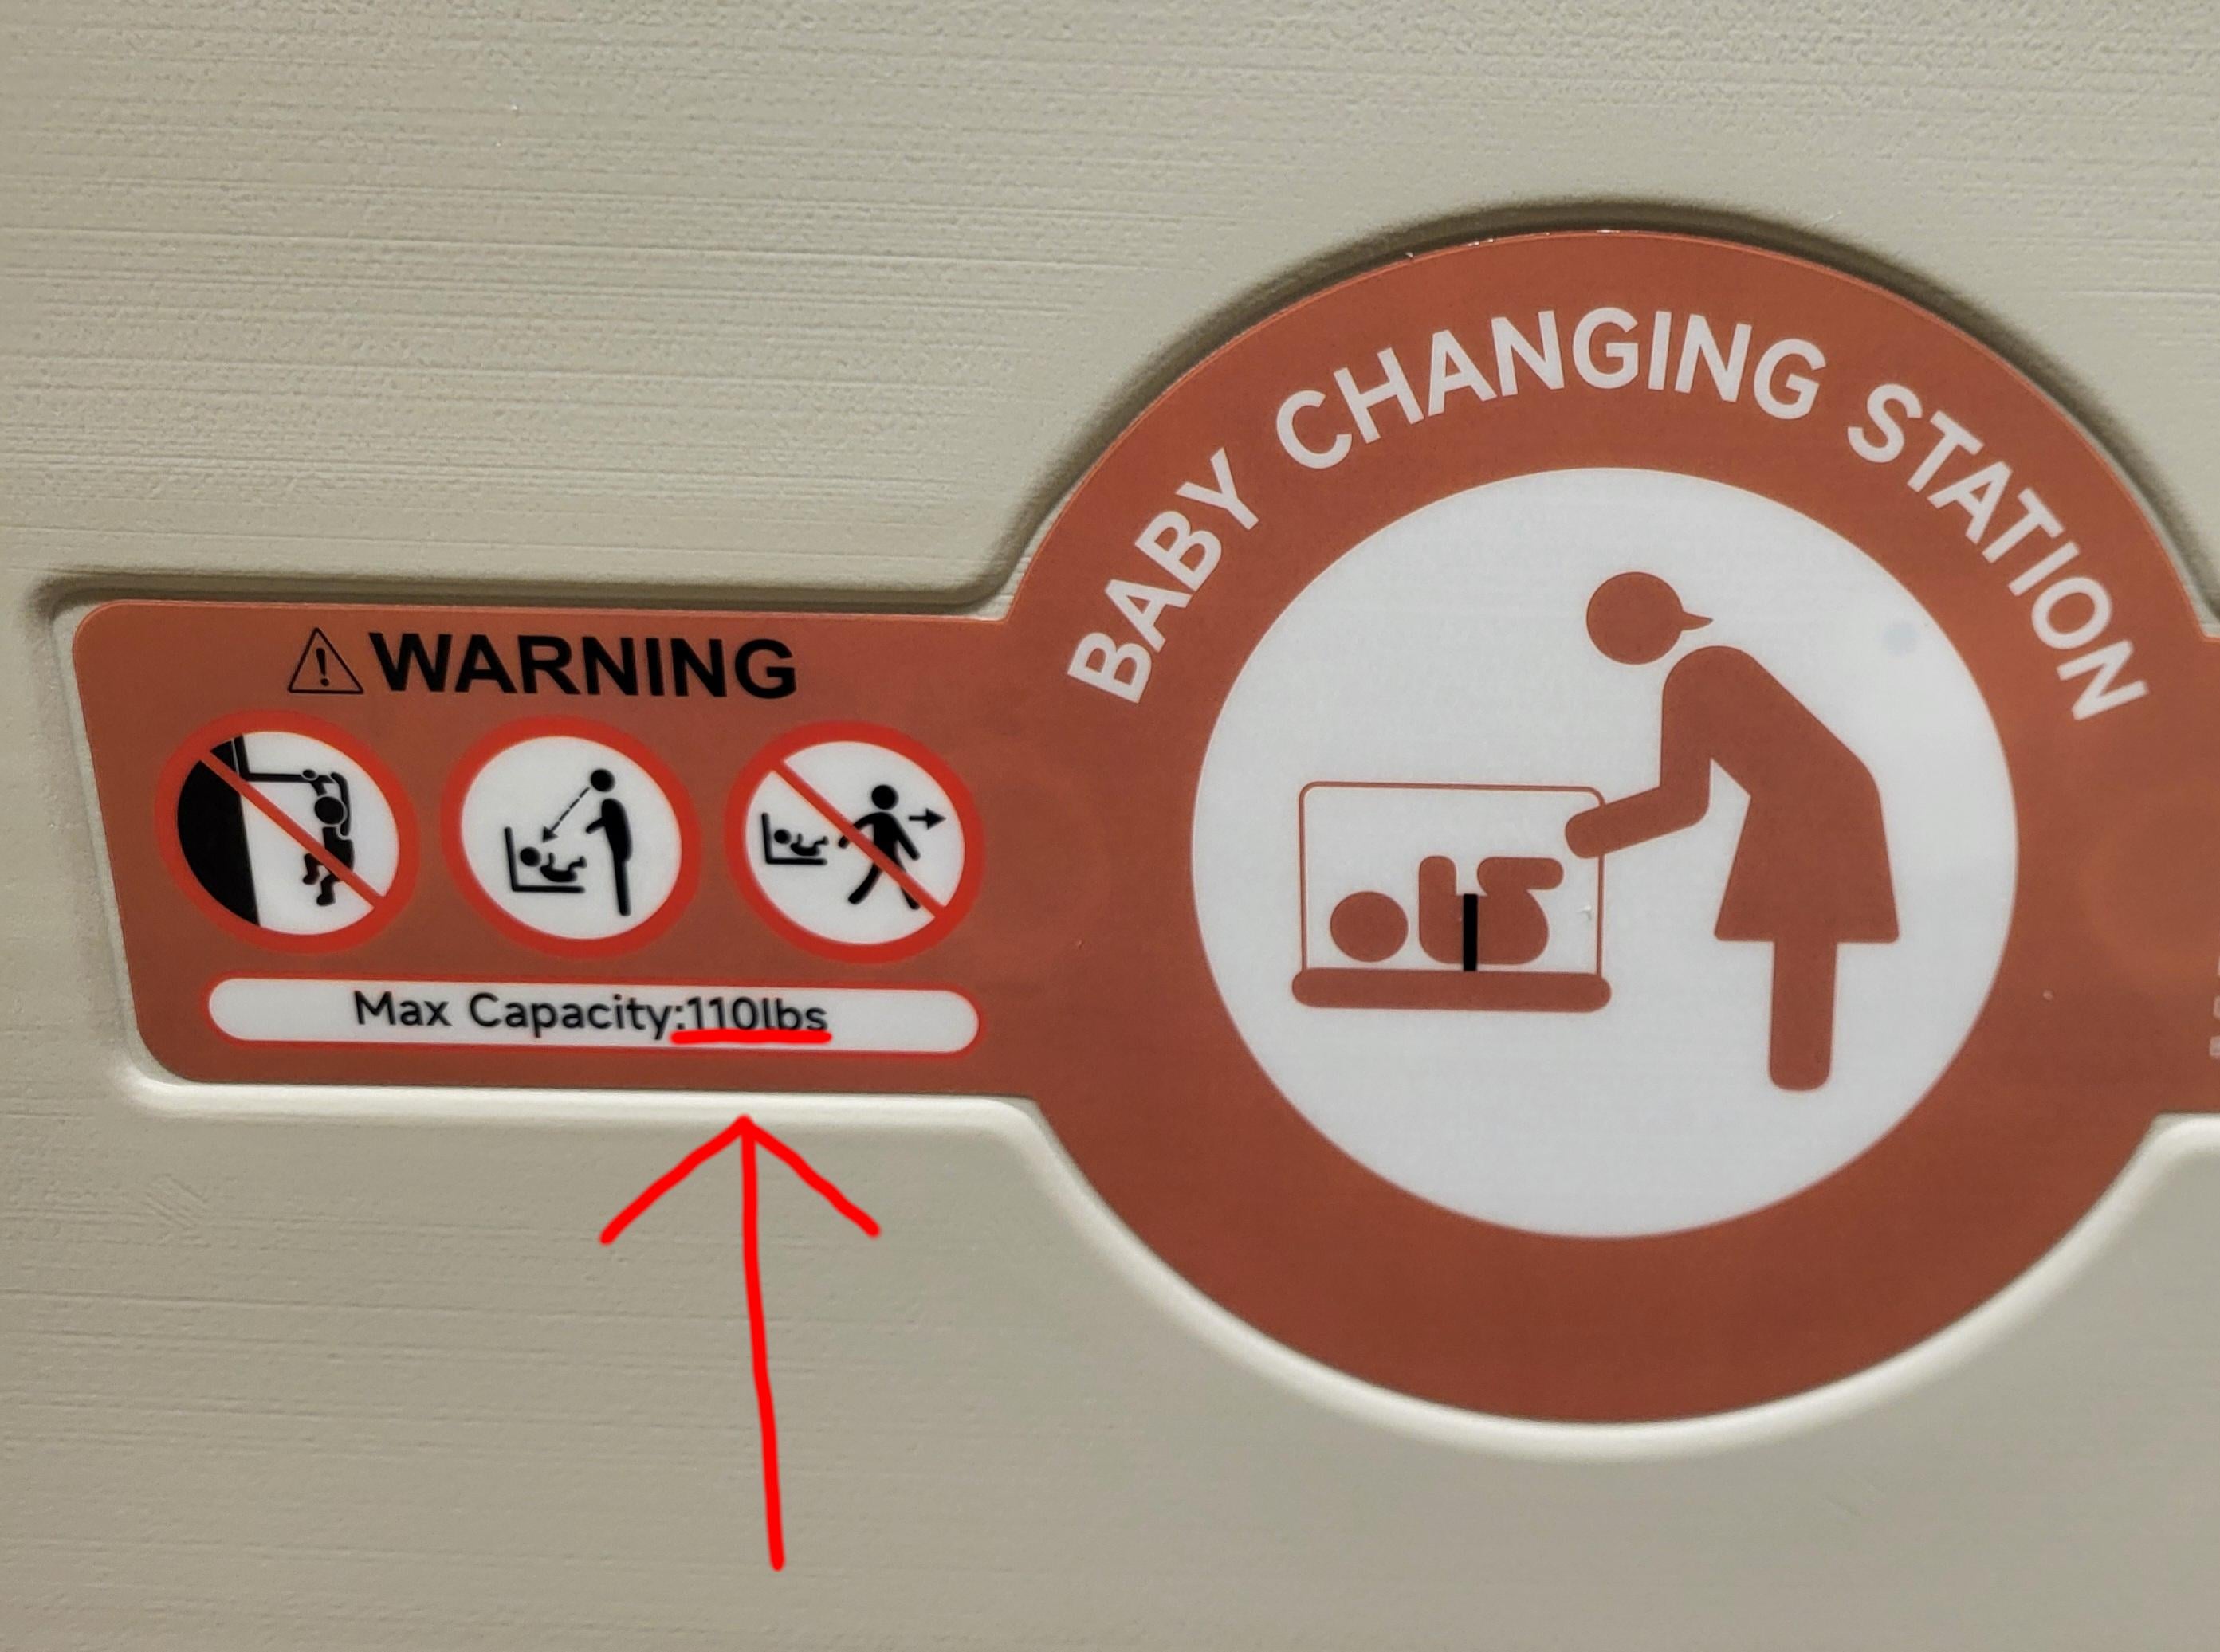 BABY CHANGING STATION
WARNING
Max Capacity:110lbs